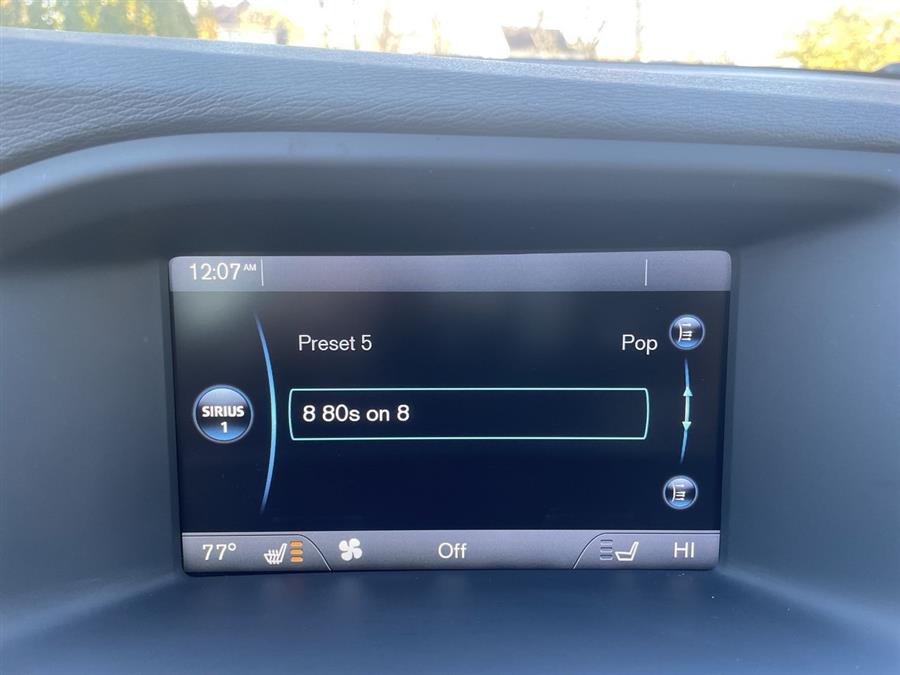 12:07 AM
Preset 5 Pop
SIRIUS
1
8 80s on 8
77° Off HI